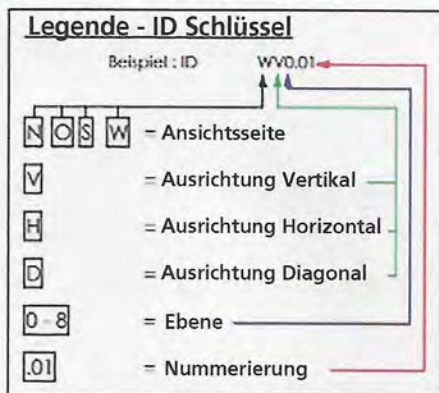 Legende - ID Schlüssel
Beispiel : ID WV0.01
N O S W = Ansichtsseite
V = Ausrichtung Vertikal
H = Ausrichtung Horizontal
D = Ausrichtung Diagonal
0 - 8 = Ebene
.01 = Nummerierung